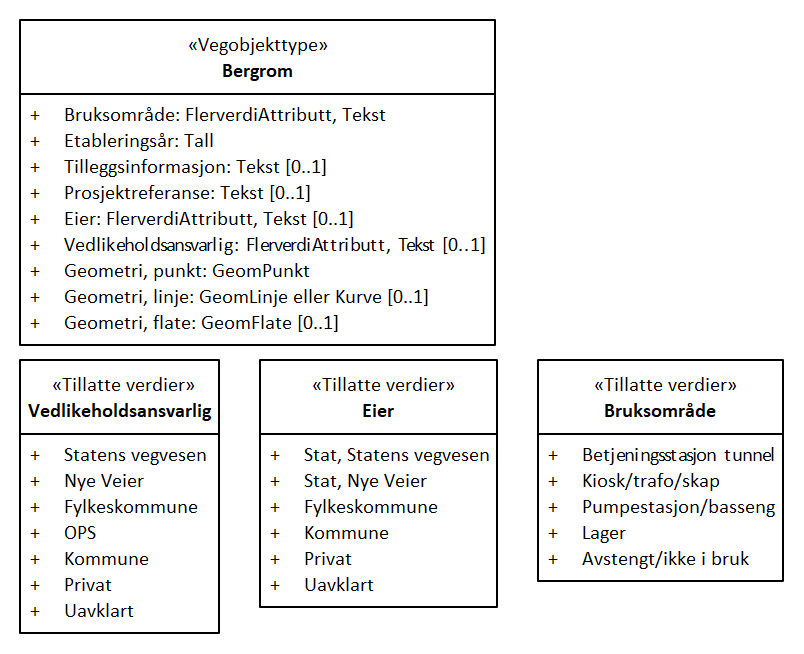 «Vegobjekttype»
Bergrom
+ Bruksområde: FlerverdiAttributt, Tekst
+ Etableringsår: Tall
+ Tilleggsinformasjon: Tekst [0..1]
+ Prosjektreferanse: Tekst [0..1]
+ Eier: FlerverdiAttributt, Tekst [0..1]
+ Vedlikeholdsansvarlig: FlerverdiAttributt, Tekst [0..1]
+ Geometri, punkt: GeomPunkt
+ Geometri, linje: GeomLinje eller Kurve [0..1]
+ Geometri, flate: GeomFlate [0..1]
«Tillatte verdier»
Vedlikeholdsansvarlig
+ Statens vegvesen
+ Nye Veier
+ Fylkeskommune
+ OPS
+ Kommune
+ Privat
+ Uavklart
«Tillatte verdier»
Eier
+ Stat, Statens vegvesen
+ Stat, Nye Veier
+ Fylkeskommune
+ Kommune
+ Privat
+ Uavklart
«Tillatte verdier»
Bruksområde
+ Betjeningsstasjon tunnel
+ Kiosk/trafo/skap
+ Pumpestasjon/basseng
+ Lager
+ Avstengt/ikke i bruk